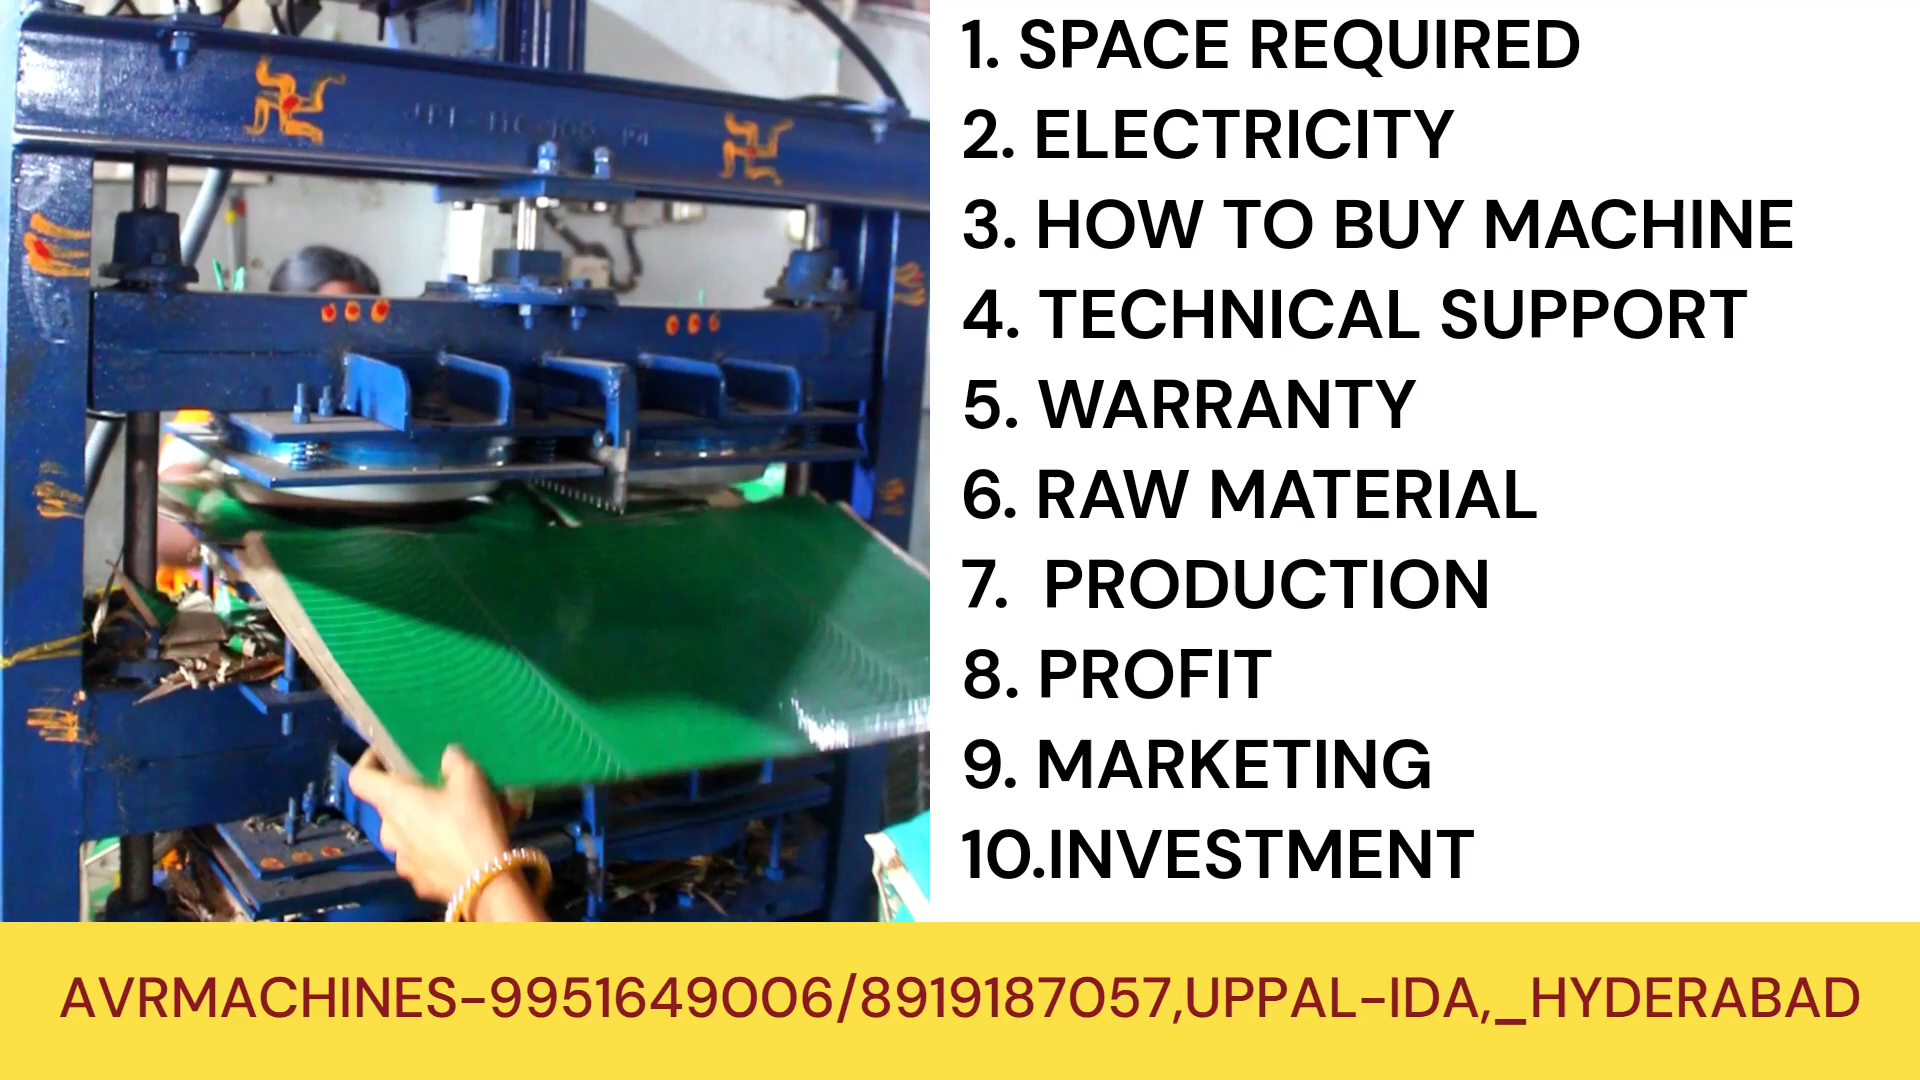 1. SPACE REQUIRED
2. ELECTRICITY
3. HOW TO BUY MACHINE
4. TECHNICAL SUPPORT
5. WARRANTY
6. RAW MATERIAL
7. PRODUCTION
8. PROFIT
9. MARKETING
10.INVESTMENT
AVRMACHINES-9951649006/8919187057,UPPAL-IDA,_HYDERABAD